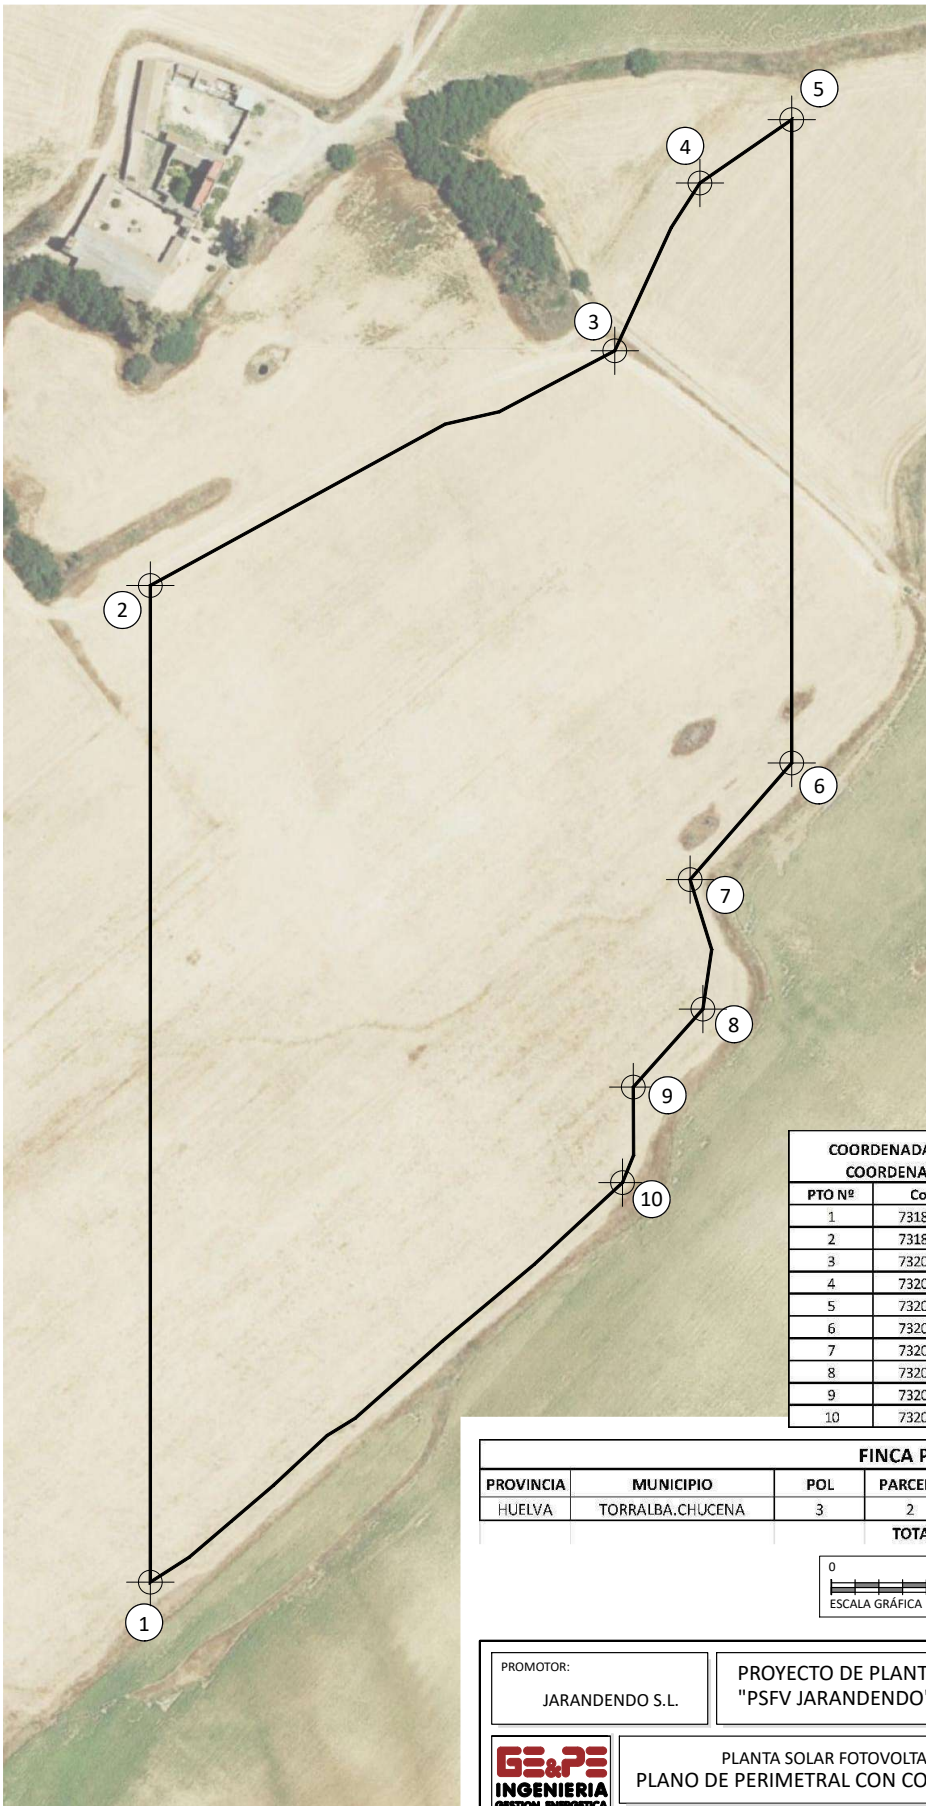 5
4
3
2
6
7
8
9
10
1
COORDENADA
COORDENA
PTO Nº Co
1 7318
2 7318
3 7320
4 7320
5 7320
6 7320
7 7320
8 7320
9 7320
10 7320
FINCA P
PROVINCIA MUNICIPIO POL PARCE
HUELVA TORRALBA.CHUCENA 3 2
TOTA
0
ESCALA GRÁFICA
PROMOTOR:
JARANDENDO S.L.
PROYECTO DE PLANT
"PSFV JARANDENDO"
GE&PE
INGENIERIA
GESTION ENERGETICA
PLANTA SOLAR FOTOVOLTA
PLANO DE PERIMETRAL CON CO